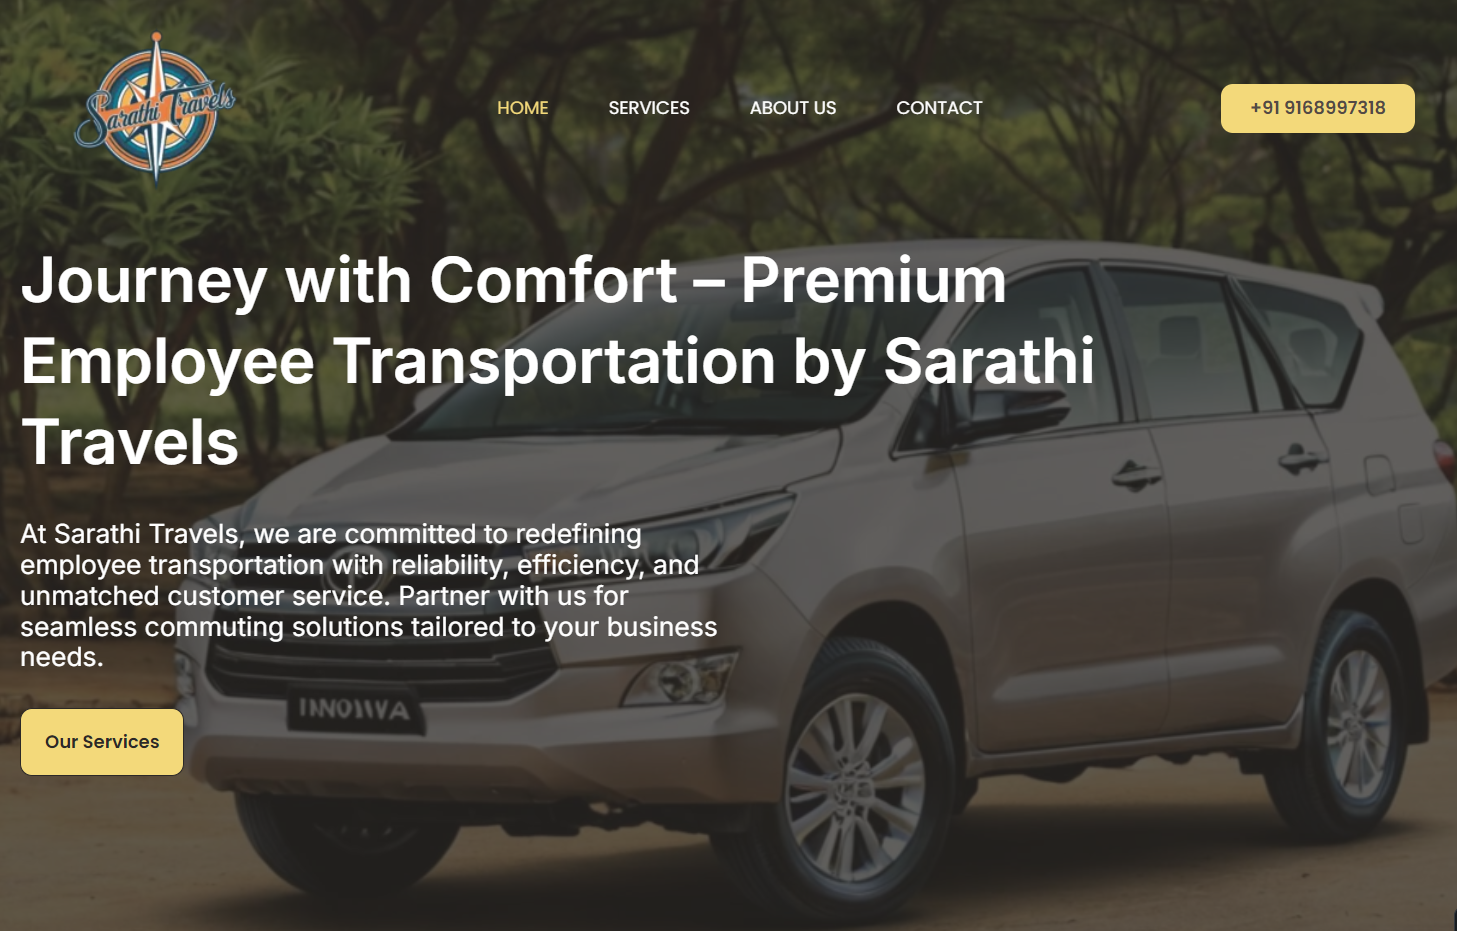 Sarathi Travels
HOME
SERVICES
ABOUT US
CONTACT
+91 9168997318
Journey with Comfort – Premium
Employee Transportation by Sarathi
Travels
At Sarathi Travels, we are committed to redefining
employee transportation with reliability, efficiency, and
unmatched customer service. Partner with us for
seamless commuting solutions tailored to your business
needs.
Our Services